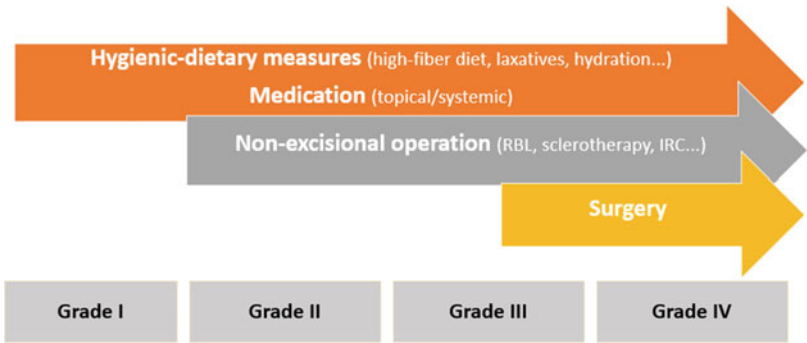 Hygienic-dietary measures (high-fiber diet, laxatives, hydration...)
Medication (topical/systemic)
Non-excisional operation (RBL, sclerotherapy, IRC...)
Surgery
Grade I
Grade II
Grade III
Grade IV